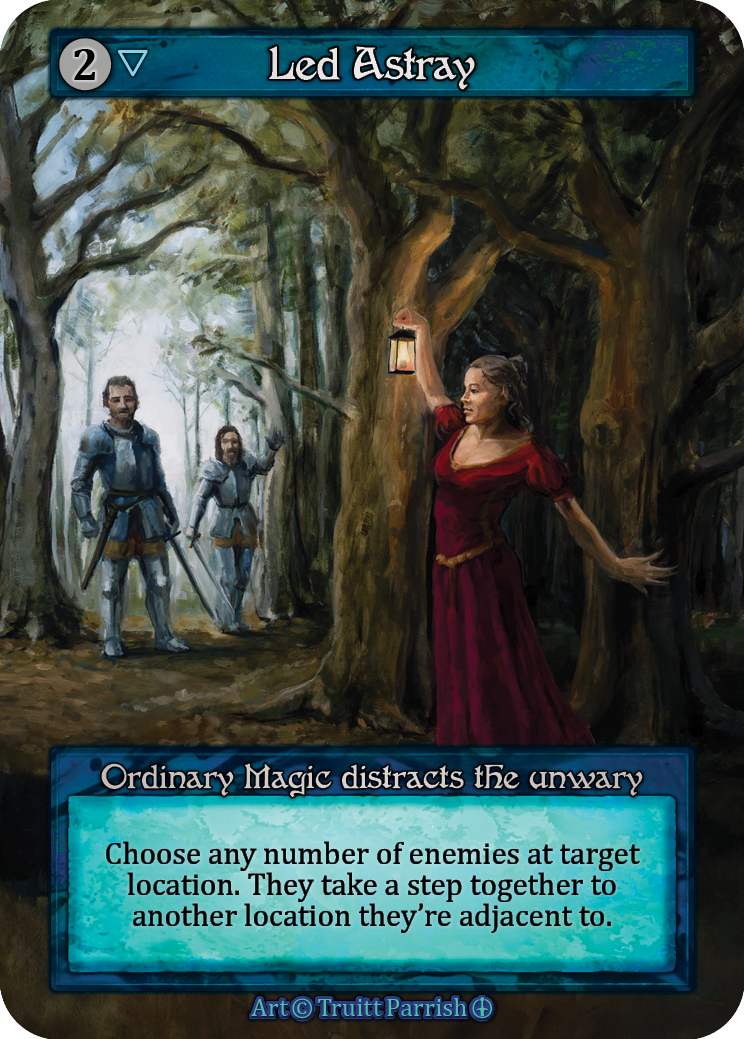 2
Led Astray
Ordinary Magic distracts the unwary
Choose any number of enemies at target
location. They take a step together to
another location they're adjacent to.
Art © Truitt Parrish